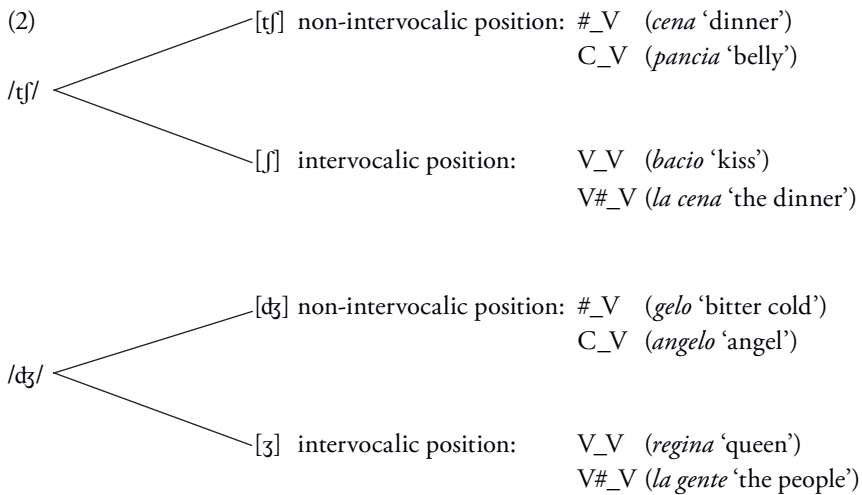 (2) [tʃ] non-intervocalic position: #_V (cena ‘dinner’)
C_V (pancia ‘belly’)
/tʃ/
[ʃ] intervocalic position: V_V (bacio ‘kiss’)
V#_V (la cena ‘the dinner’)
[ʤ] non-intervocalic position: #_V (gelo ‘bitter cold’)
C_V (angelo ‘angel’)
/ʤ/
[ʒ] intervocalic position: V_V (regina ‘queen’)
V#_V (la gente ‘the people’)